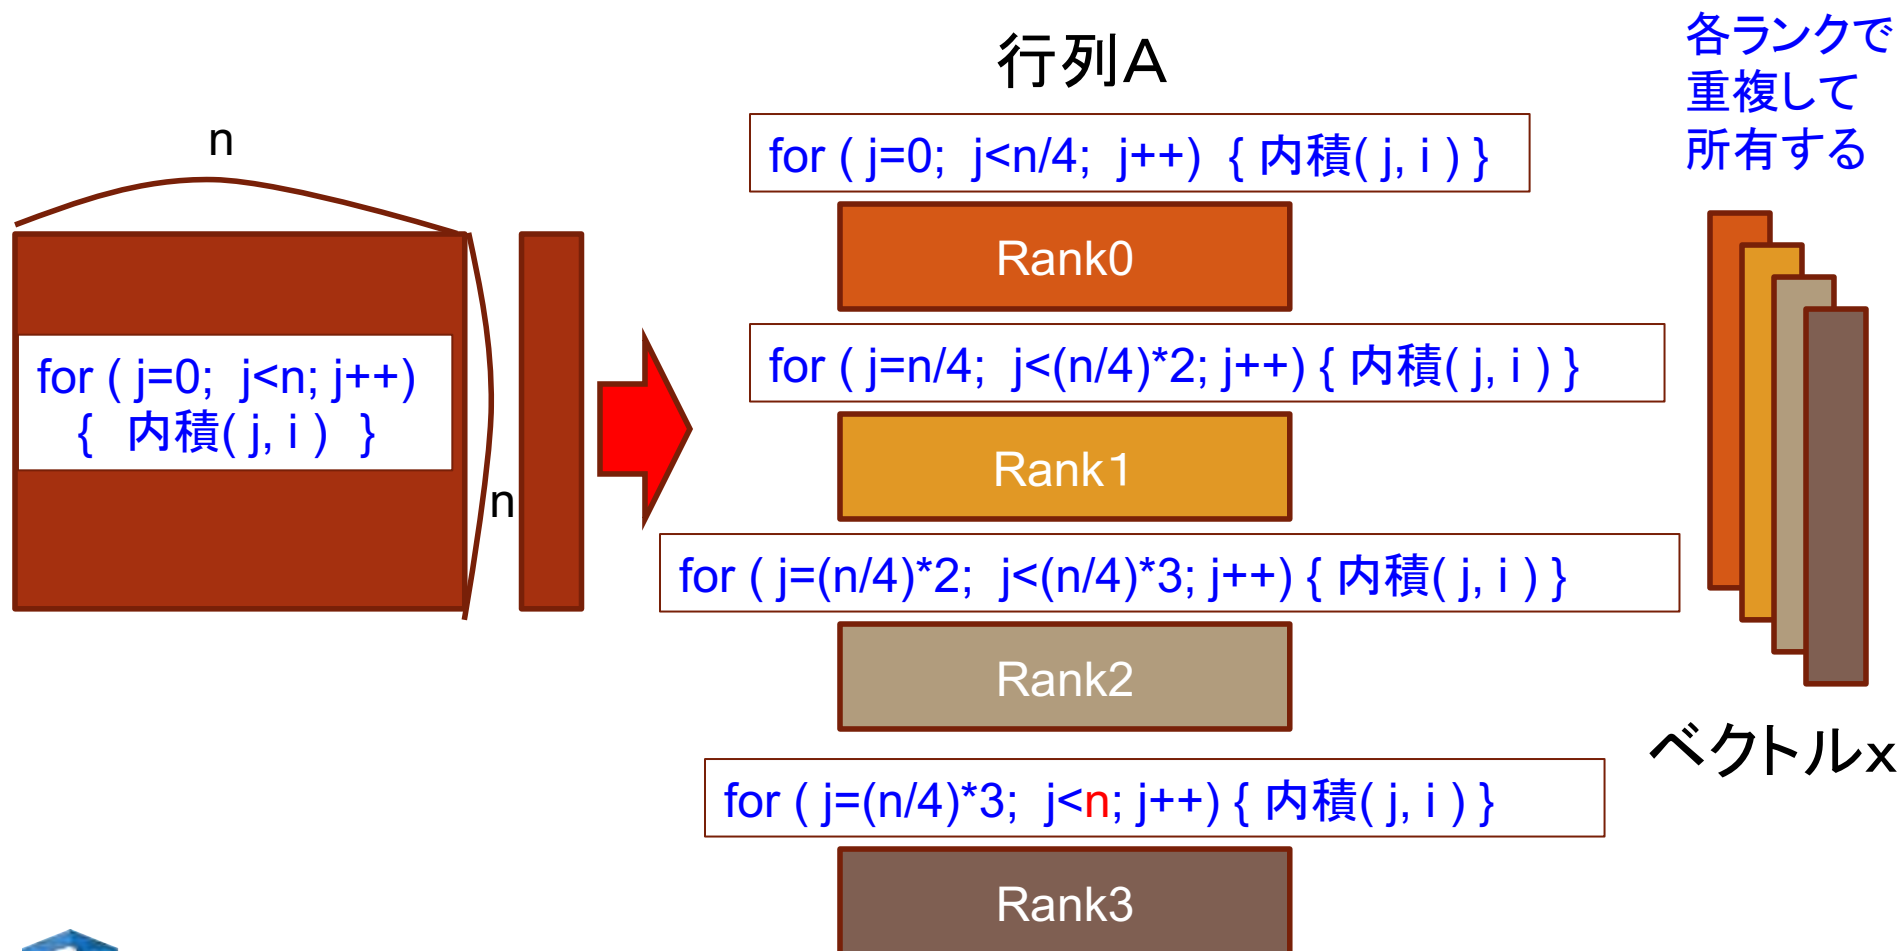 行列A
各ランクで
重複して
所有する
n
n
for ( j=0;  j<n; j++)
{  内積( j, i )  }
for ( j=0;  j<n/4;  j++)  { 内積( j, i ) }
Rank0
for ( j=n/4;  j<(n/4)*2; j++) { 内積( j, i ) }
Rank1
for ( j=(n/4)*2;  j<(n/4)*3; j++) { 内積( j, i ) }
Rank2
for ( j=(n/4)*3;  j<n; j++) { 内積( j, i ) }
Rank3
ベクトルx